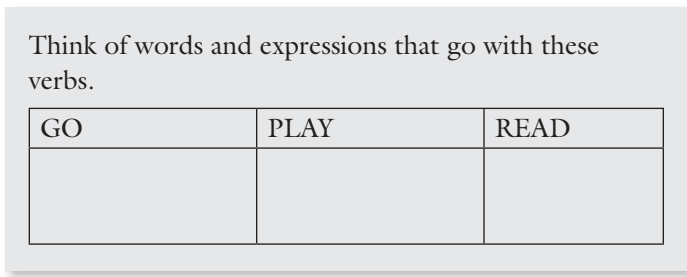 Think of words and expressions that go with these
verbs.
GO PLAY READ